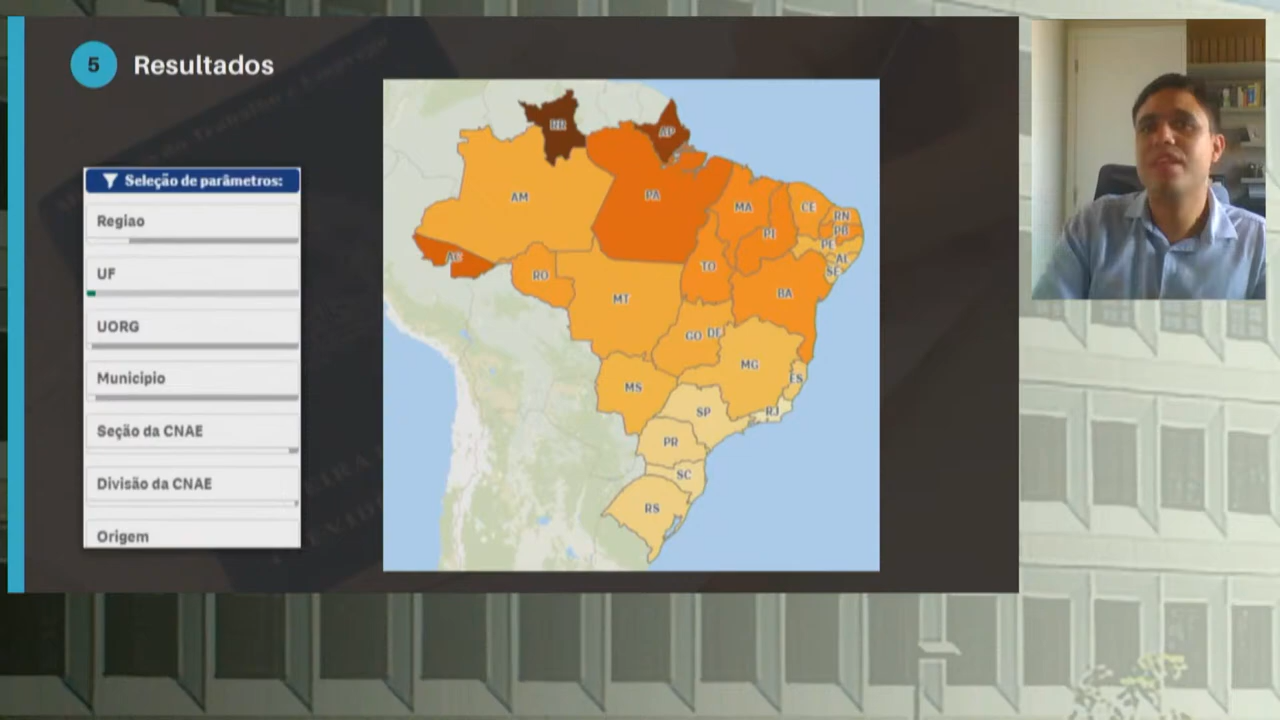 5 Resultados
Seleção de parâmetros:
Regiao
UF
UORG
Municipio
Seção da CNAE
Divisão da CNAE
Origem
RR
AP
AM
PA
MA
CE
RN
PB
PI
PE
AL
SE
AC
RO
TO
BA
MT
GO DF
MG
ES
MS
SP
RJ
PR
SC
RS